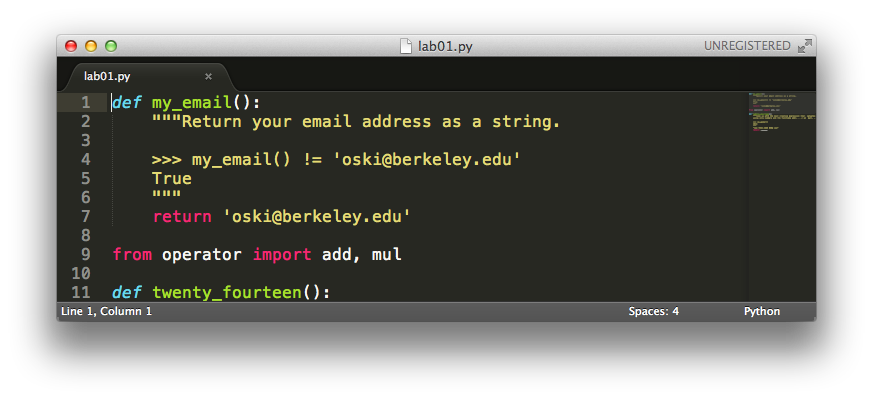 lab01.py
UNREGISTERED
lab01.py ×
1 def my_email():
2     """Return your email address as a string.
3
4     >>> my_email() != 'oski@berkeley.edu'
5     True
6     """
7     return 'oski@berkeley.edu'
8
9 from operator import add, mul
10
11 def twenty_fourteen():
Line 1, Column 1
Spaces: 4
Python